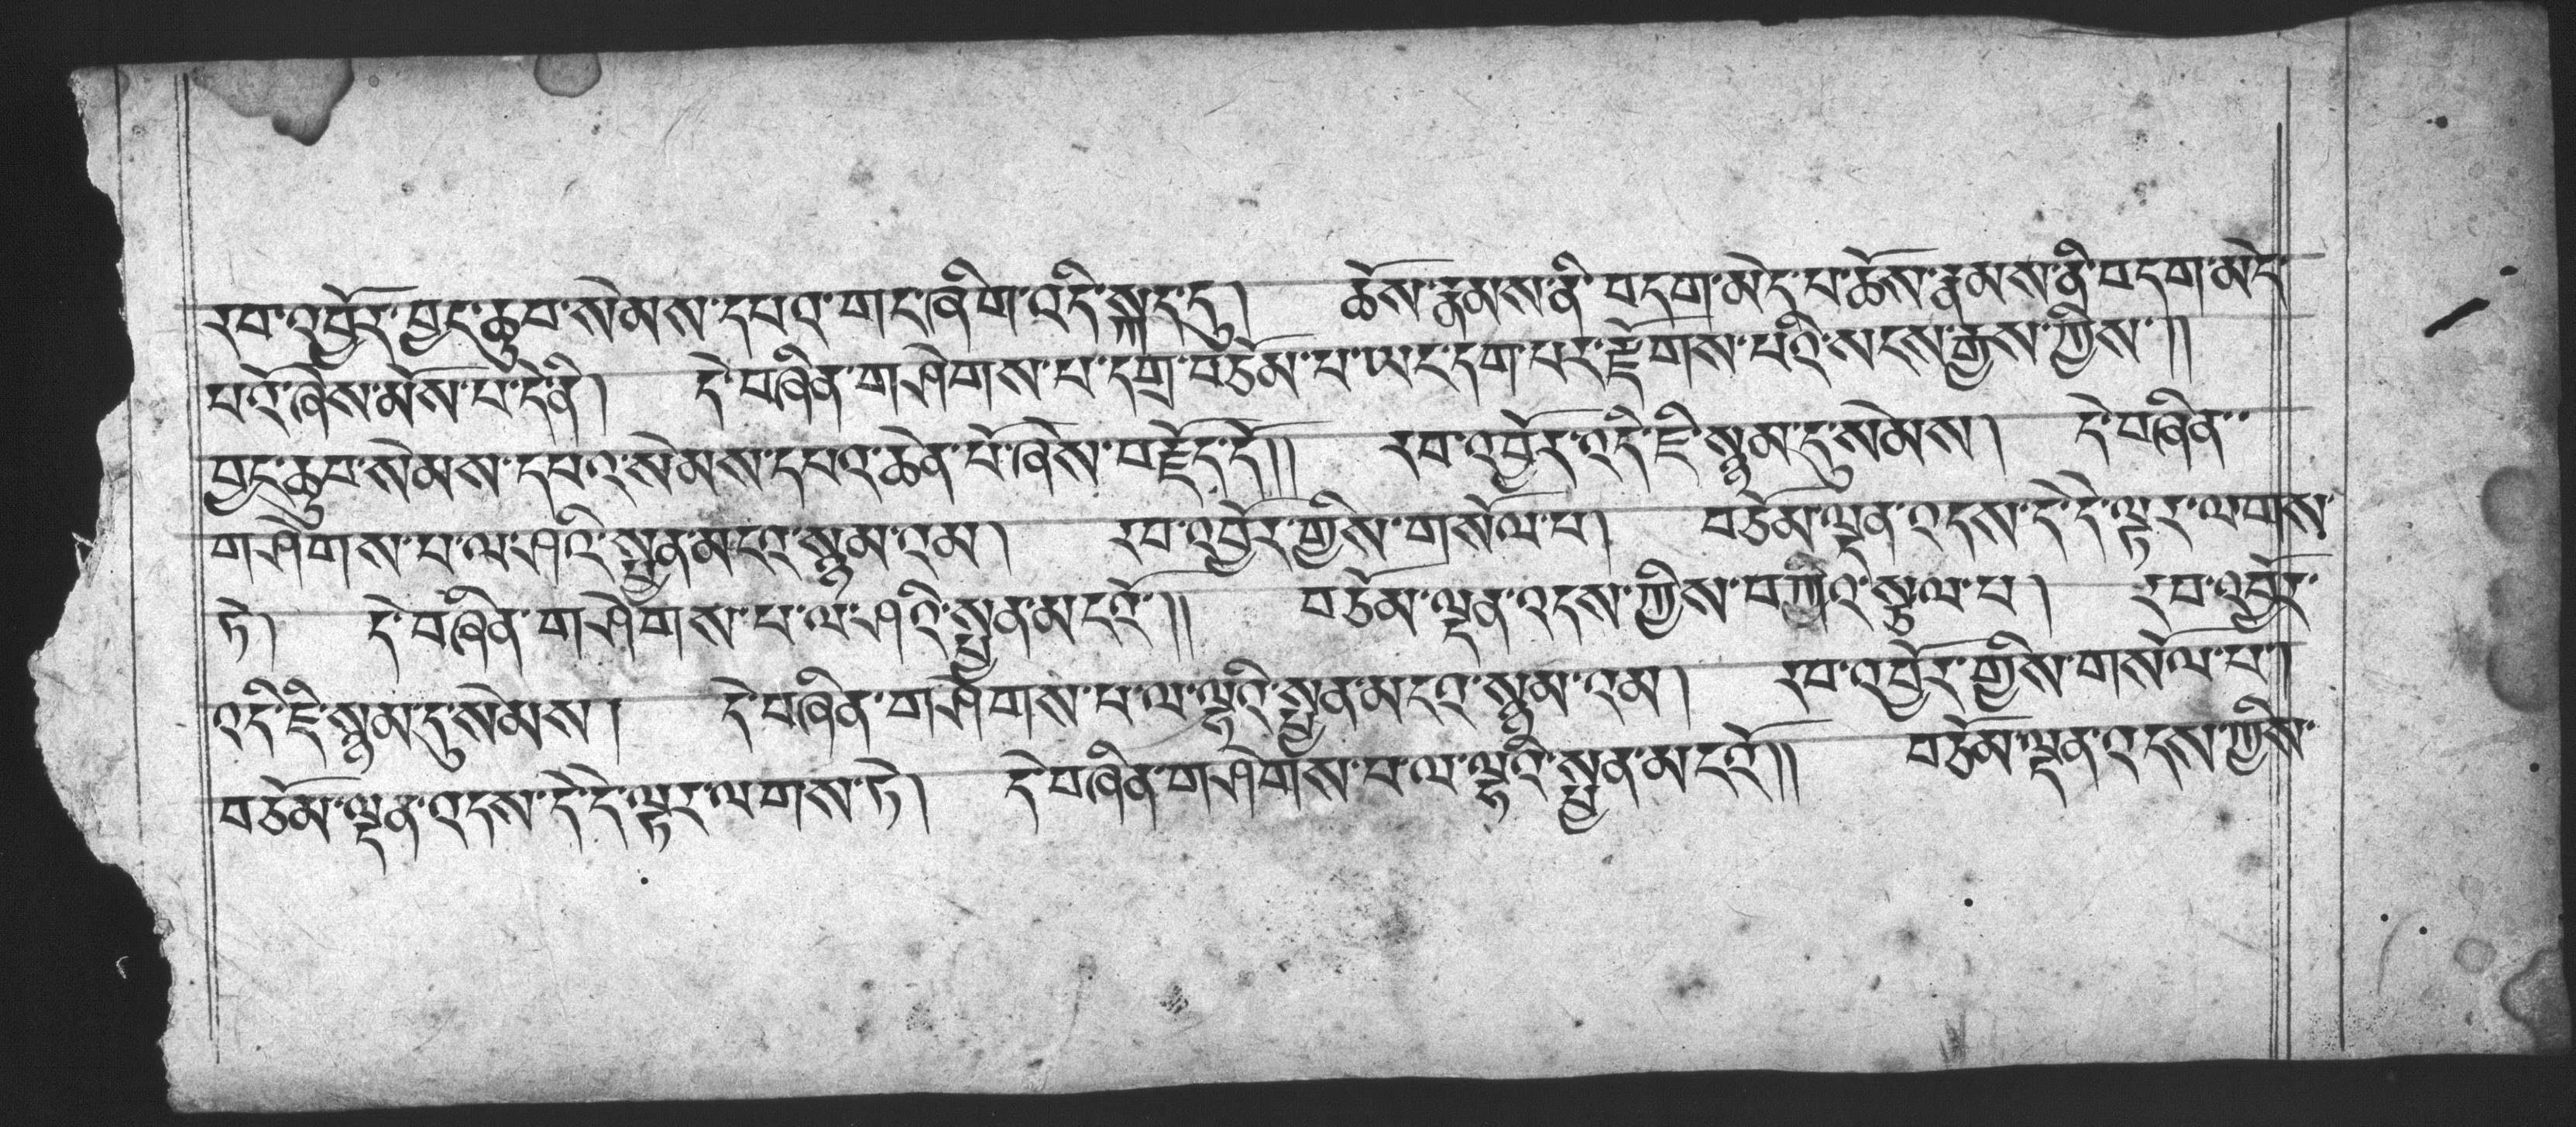 རབ་འབྱོར་བྱང་ཆུབ་སེམས་དཔའ་གང་ཞིག་འདི་སྐད་དུ།  ཆོས་རྣམས་ནི་བདག་མེད་པ་ཆོས་རྣམས་ནི་བདག་མེད་
པའོ་ཞེས་མོས་པ་དེ་ནི།  དེ་བཞིན་གཤེགས་པ་དགྲ་བཅོམ་པ་ཡང་དག་པར་རྫོགས་པའི་སངས་རྒྱས་ཀྱིས་།།
བྱང་ཆུབ་སེམས་དཔའ་སེམས་དཔའ་ཆེན་པོ་ཞེས་བརྗོད་དོ།།  རབ་འབྱོར་འདི་ཇི་སྙམ་དུ་སེམས།  དེ་བཞིན་་
གཤེགས་པ་ལ་ཤའི་སྤྱན་མངའ་སྙམ་འམ།  རབ་འབྱོར་གྱིས་གསོལ་པ།  བཅོམ་ལྡན་འདས་དེ་དེ་ལྟར་ལགས་
ཏེ།  དེ་བཞིན་གཤེགས་པ་ལ་ཤའི་སྤྱན་མངའོ་།།  བཅོམ་ལྡན་འདས་ཀྱིས་བཀའ་སྩལ་པ།  རབ་འབྱོར་
འདི་ཇི་སྙམ་དུ་སེམས།  དེ་བཞིན་གཤེགས་པ་ལ་ལྷའི་སྤྱན་མངའ་སྙམ་འམ།  རབ་འབྱོར་གྱིས་གསོལ་པ་།
བཅོམ་ལྡན་འདས་དེ་དེ་ལྟར་ལགས་ཏེ།  དེ་བཞིན་གཤེགས་པ་ལ་ལྷའི་སྤྱན་མངའོ།།  བཅོམ་ལྡན་འདས་ཀྱིས་